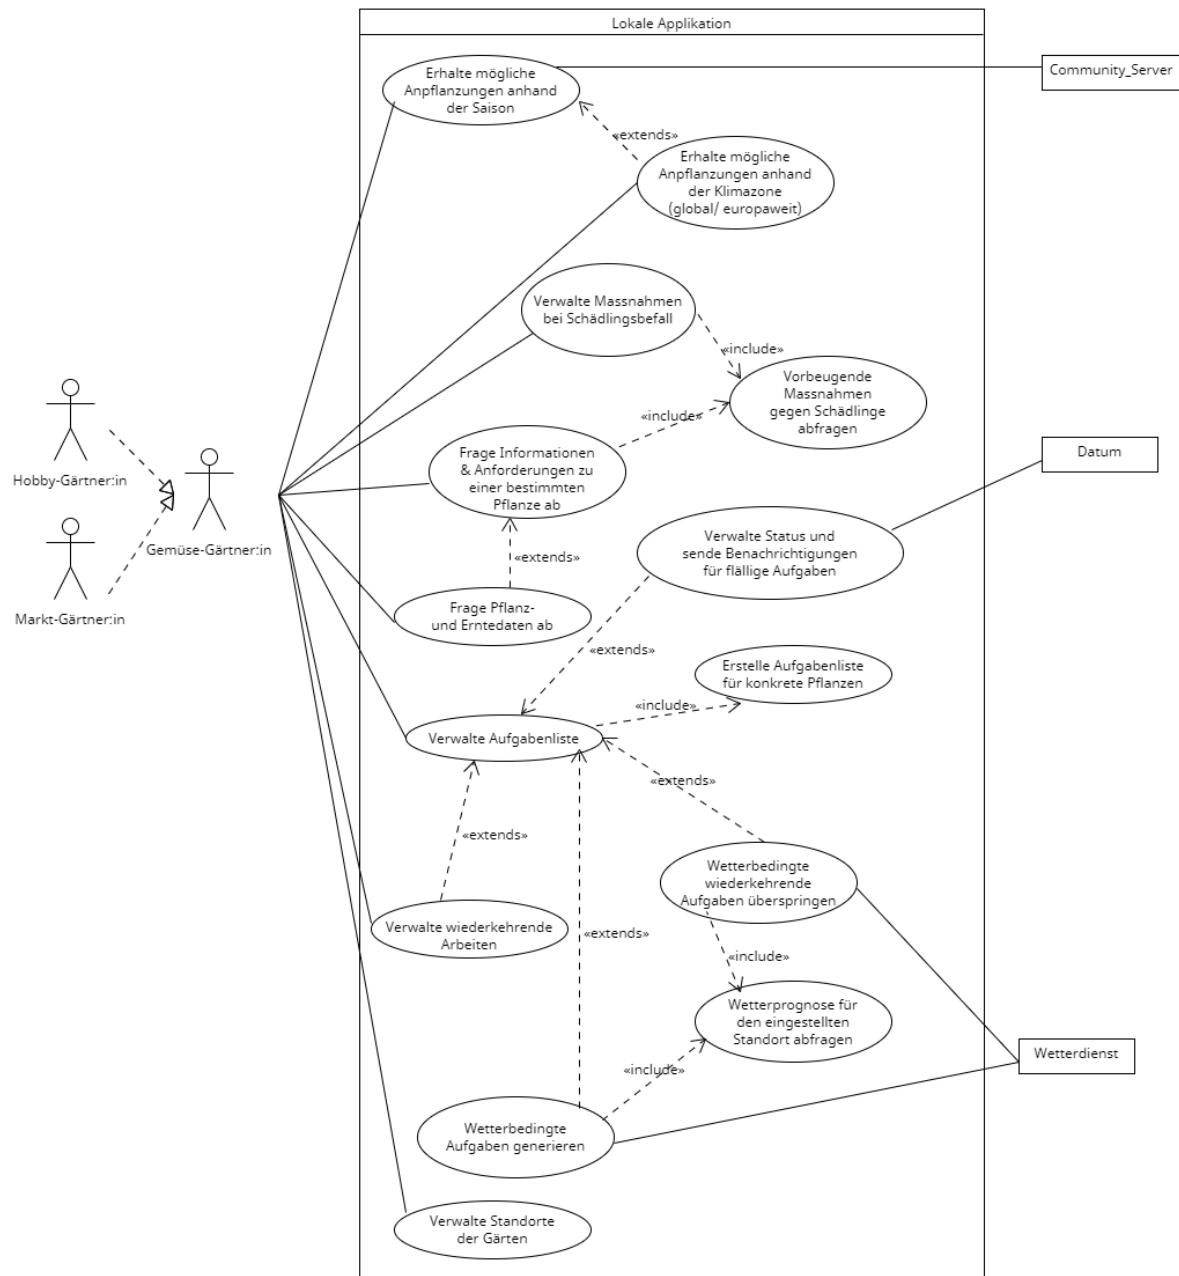 Lokale Applikation
Erhalte mögliche
Anpflanzungen anhand
der Saison
Community_Server
«extends»
Erhalte mögliche
Anpflanzungen anhand
der Klimazone
(global/ europaweit)
Verwalte Massnahmen
bei Schädlingsbefall
«include»
Vorbeugende
Massnahmen
gegen Schädlinge
abfragen
«include»
Hobby-Gärtner:in
Frage Informationen
& Anforderungen zu
einer bestimmten
Pflanze ab
Datum
Gemüse-Gärtner:in
Verwalte Status und
sende Benachrichtigungen
für flällige Aufgaben
«extends»
Markt-Gärtner:in
Frage Pflanz-
und Erntedaten ab
«extends»
Erstelle Aufgabenliste
für konkrete Pflanzen
«include»
Verwalte Aufgabenliste
«extends»
«extends»
Wetterbedingte
wiederkehrende
Aufgaben überspringen
Verwalte wiederkehrende
Arbeiten
«extends»
«include»
Wetterprognose für
den eingestellten
Standort abfragen
Wetterdienst
«include»
Wetterbedingte
Aufgaben generieren
Verwalte Standorte
der Gärten